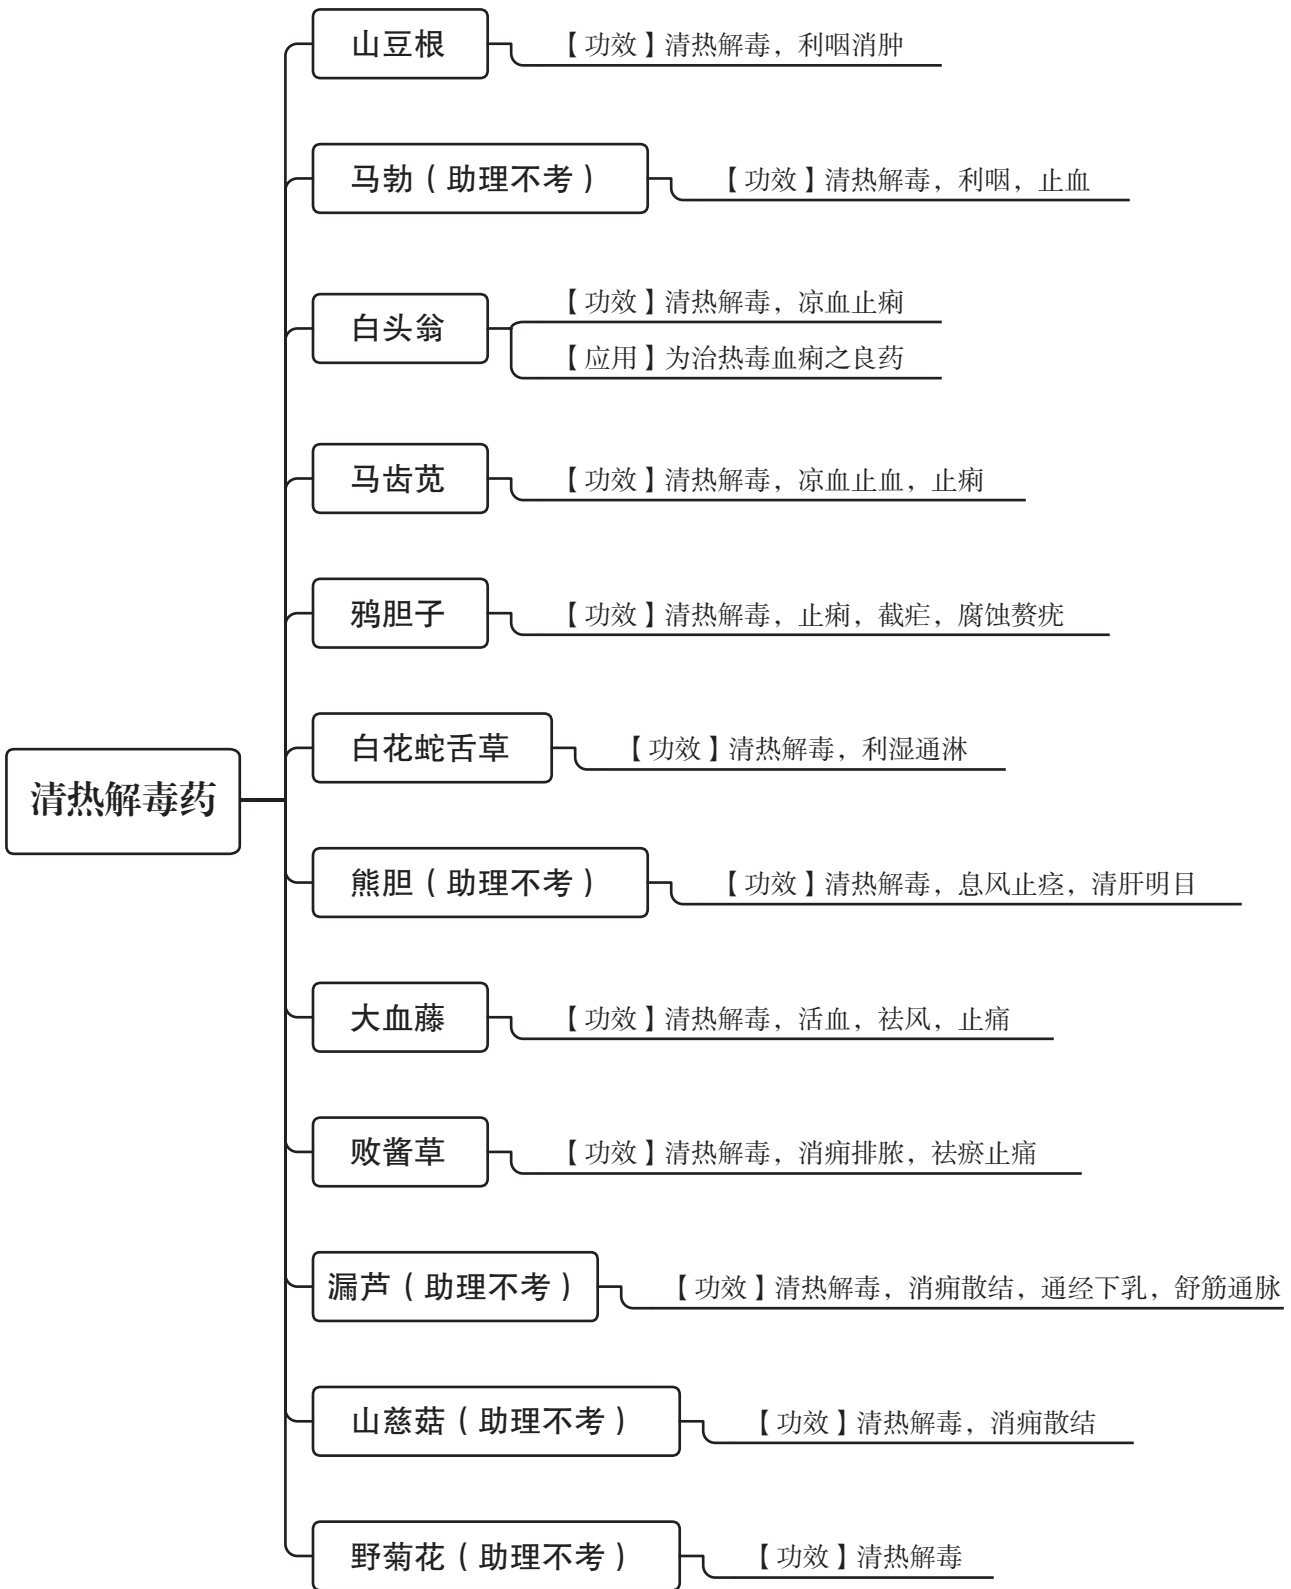 山豆根
【功效】清热解毒，利咽消肿
马勃（助理不考）
【功效】清热解毒，利咽，止血
白头翁
【功效】清热解毒，凉血止痢
【应用】为治热毒血痢之良药
马齿苋
【功效】清热解毒，凉血止血，止痢
鸦胆子
【功效】清热解毒，止痢，截疟，腐蚀赘疣
白花蛇舌草
【功效】清热解毒，利湿通淋
清热解毒药
熊胆（助理不考）
【功效】清热解毒，息风止痉，清肝明目
大血藤
【功效】清热解毒，活血，祛风，止痛
败酱草
【功效】清热解毒，消痈排脓，祛瘀止痛
漏芦（助理不考）
【功效】清热解毒，消痈散结，通经下乳，舒筋通脉
山慈菇（助理不考）
【功效】清热解毒，消痈散结
野菊花（助理不考）
【功效】清热解毒